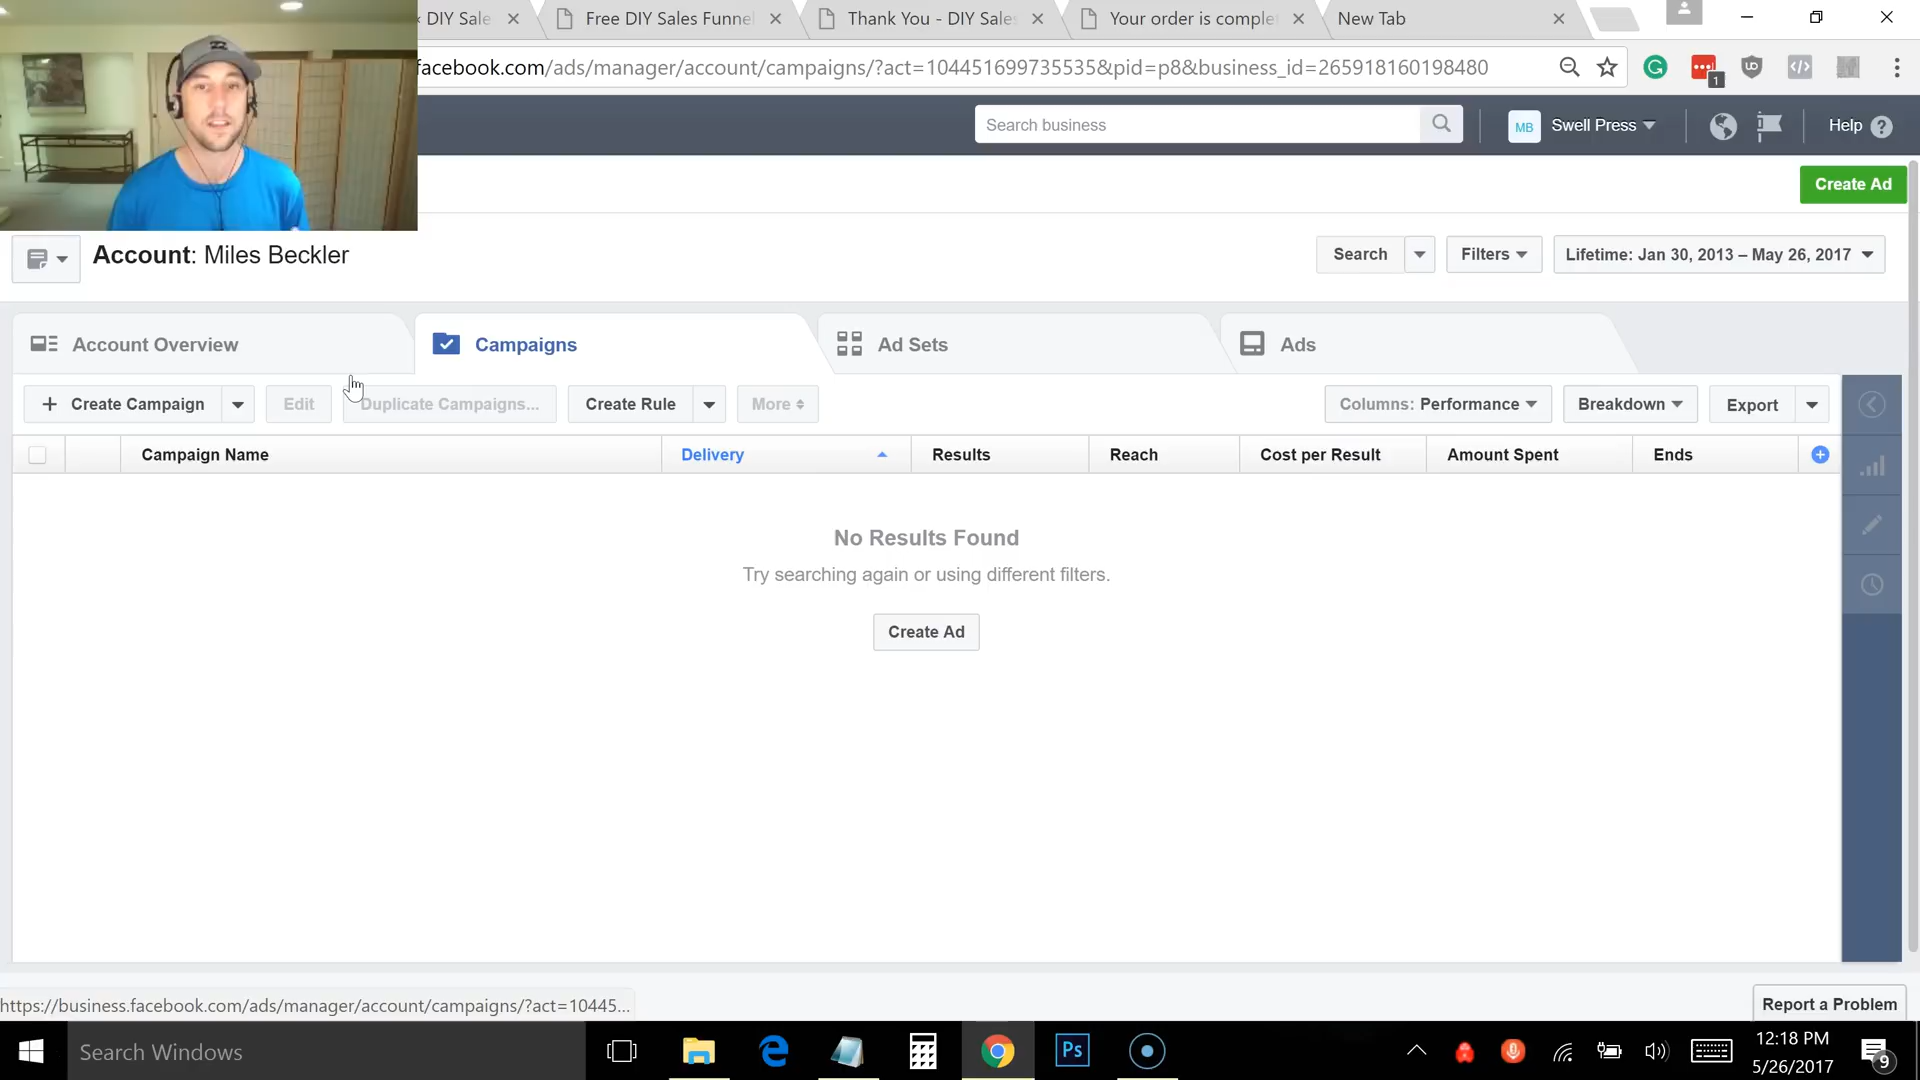 DIY Sale
Free DIY Sales Funne
Thank You - DIY Sale
Your order is comple
New Tab
facebook.com/ads/manager/account/campaigns/?act=104451699735535&pid=p8&business_id=265918160198480
1
Search business
MB
Swell Press
Help
Create Ad
Account: Miles Beckler
Search
Filters
Lifetime: Jan 30, 2013 – May 26, 2017
Account Overview
Campaigns
Ad Sets
Ads
+ Create Campaign
Edit
Duplicate Campaigns...
Create Rule
More
Columns: Performance
Breakdown
Export
Campaign Name
Delivery
Results
Reach
Cost per Result
Amount Spent
Ends
No Results Found
Try searching again or using different filters.
Create Ad
https://business.facebook.com/ads/manager/account/campaigns/?act=10445...
Report a Problem
Search Windows
Ps
12:18 PM
5/26/2017
9